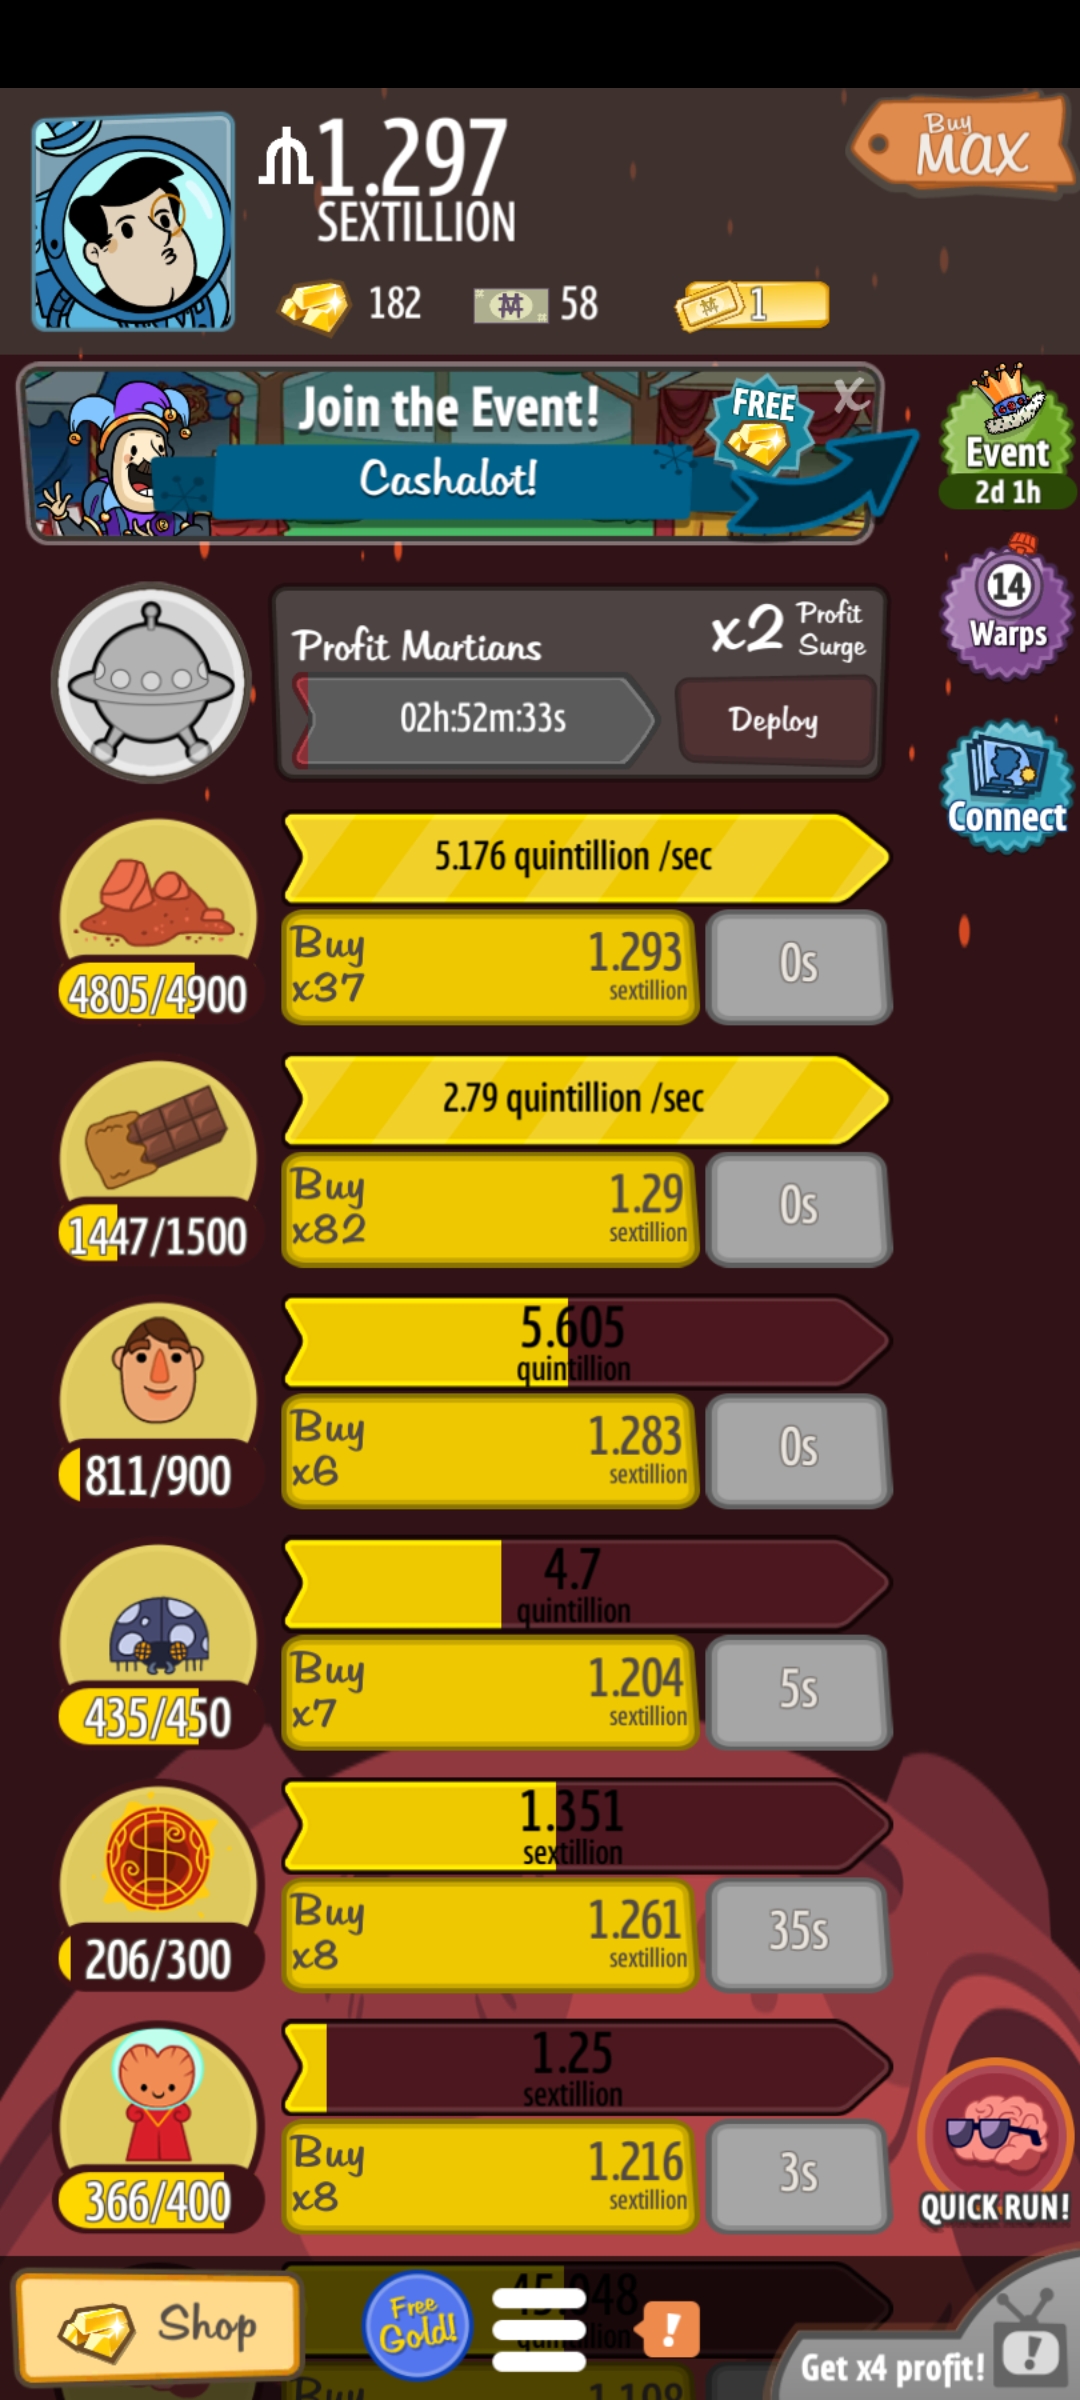 1.297
SEXTILLION
Buy
MAX
182
58
1
Join the Event!
FREE
X
Cashalot!
Event
2d 1h
14
Warps
Connect
Profit Martians
x2 Profit Surge
02h:52m:33s
Deploy
5.176 quintillion /sec
4805/4900
Buy
x37
1.293
sextillion
0s
2.79 quintillion /sec
1447/1500
Buy
x82
1.29
sextillion
0s
5.605
quintillion
811/900
Buy
x6
1.283
sextillion
0s
4.7
quintillion
435/450
Buy
x7
1.204
sextillion
5s
1.351
sextillion
206/300
Buy
x8
1.261
sextillion
35s
1.25
sextillion
366/400
Buy
x8
1.216
sextillion
3s
QUICK RUN!
Shop
Free
Gold!
!
Get x4 profit!
!
Buy